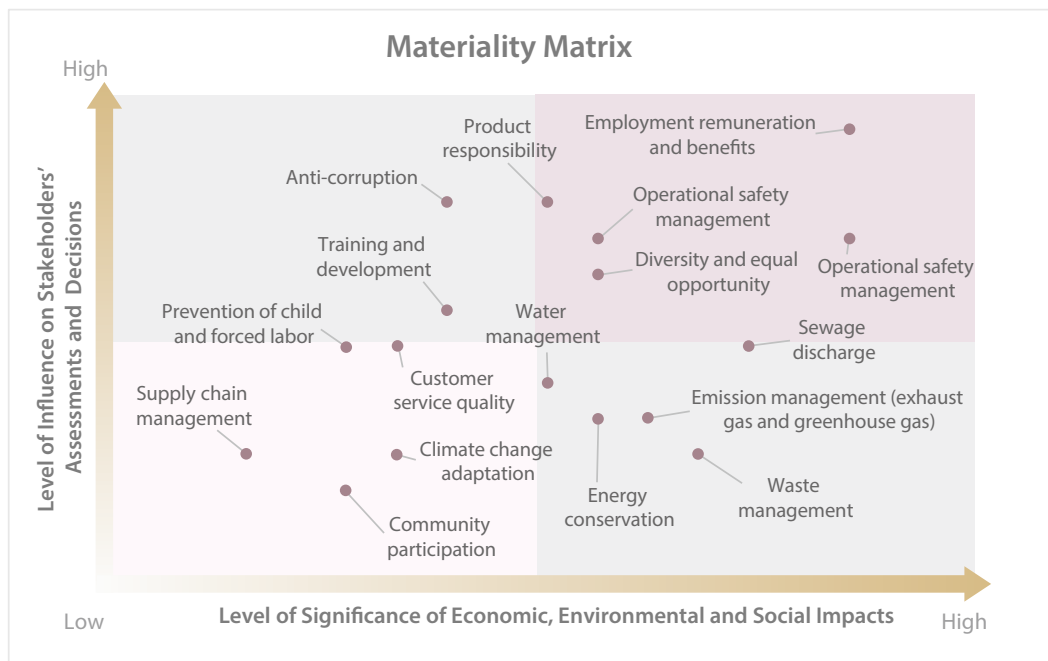 Materiality Matrix
High
Level of Influence on Stakeholders'
Assessments and Decisions
Employment remuneration
and benefits
Product
responsibility
Anti-corruption
Operational safety
management
Training and
development
Diversity and equal
opportunity
Operational safety
management
Prevention of child
and forced labor
Water
management
Sewage
discharge
Customer
service quality
Supply chain
management
Emission management (exhaust
gas and greenhouse gas)
Climate change
adaptation
Energy
conservation
Waste
management
Community
participation
Low
Level of Significance of Economic, Environmental and Social Impacts
High